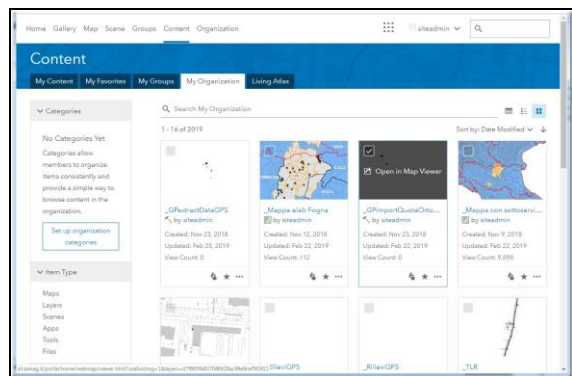 Home Gallery Map Scene Groups Content Organization
siteadmin
Content
My Content My Favorites My Groups My Organization Living Atlas
Categories
No Categories Yet
Categories allow
members to organize
items consistently and
provide a simple way to
browse content in the
organization.
Set up organization
categories
Item Type
Maps
Layers
Scenes
Apps
Tools
Files
Search My Organization
1 - 16 of 2019
Sort by: Date Modified
_GPextractDataGPS
by siteadmin
Created: Nov 23, 2018
Updated: Feb 25, 2019
View Count: 0
_Mappa elab Fogne
by siteadmin
Created: Nov 12, 2018
Updated: Feb 22, 2019
View Count: 112
Open in Map Viewer
_GPimportQuotaOrto...
by siteadmin
Created: Nov 23, 2018
Updated: Feb 22, 2019
View Count: 0
_Mappa con sottoservi...
by siteadmin
Created: Nov 9, 2018
Updated: Feb 22, 2019
View Count: 9.898
_RilieviGPS
_TLR